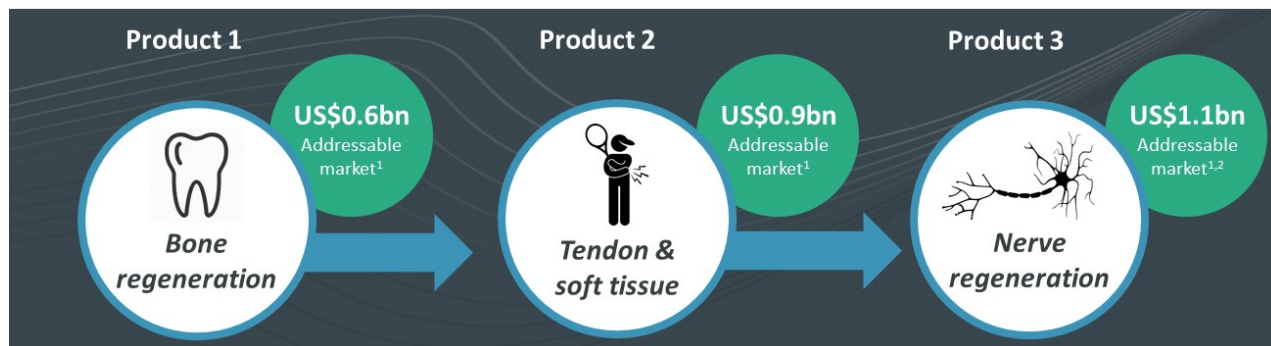 Product 1
US$0.6bn
Addressable
market¹
Bone
regeneration
Product 2
US$0.9bn
Addressable
market¹
Tendon &
soft tissue
Product 3
US$1.1bn
Addressable
market¹,²
Nerve
regeneration